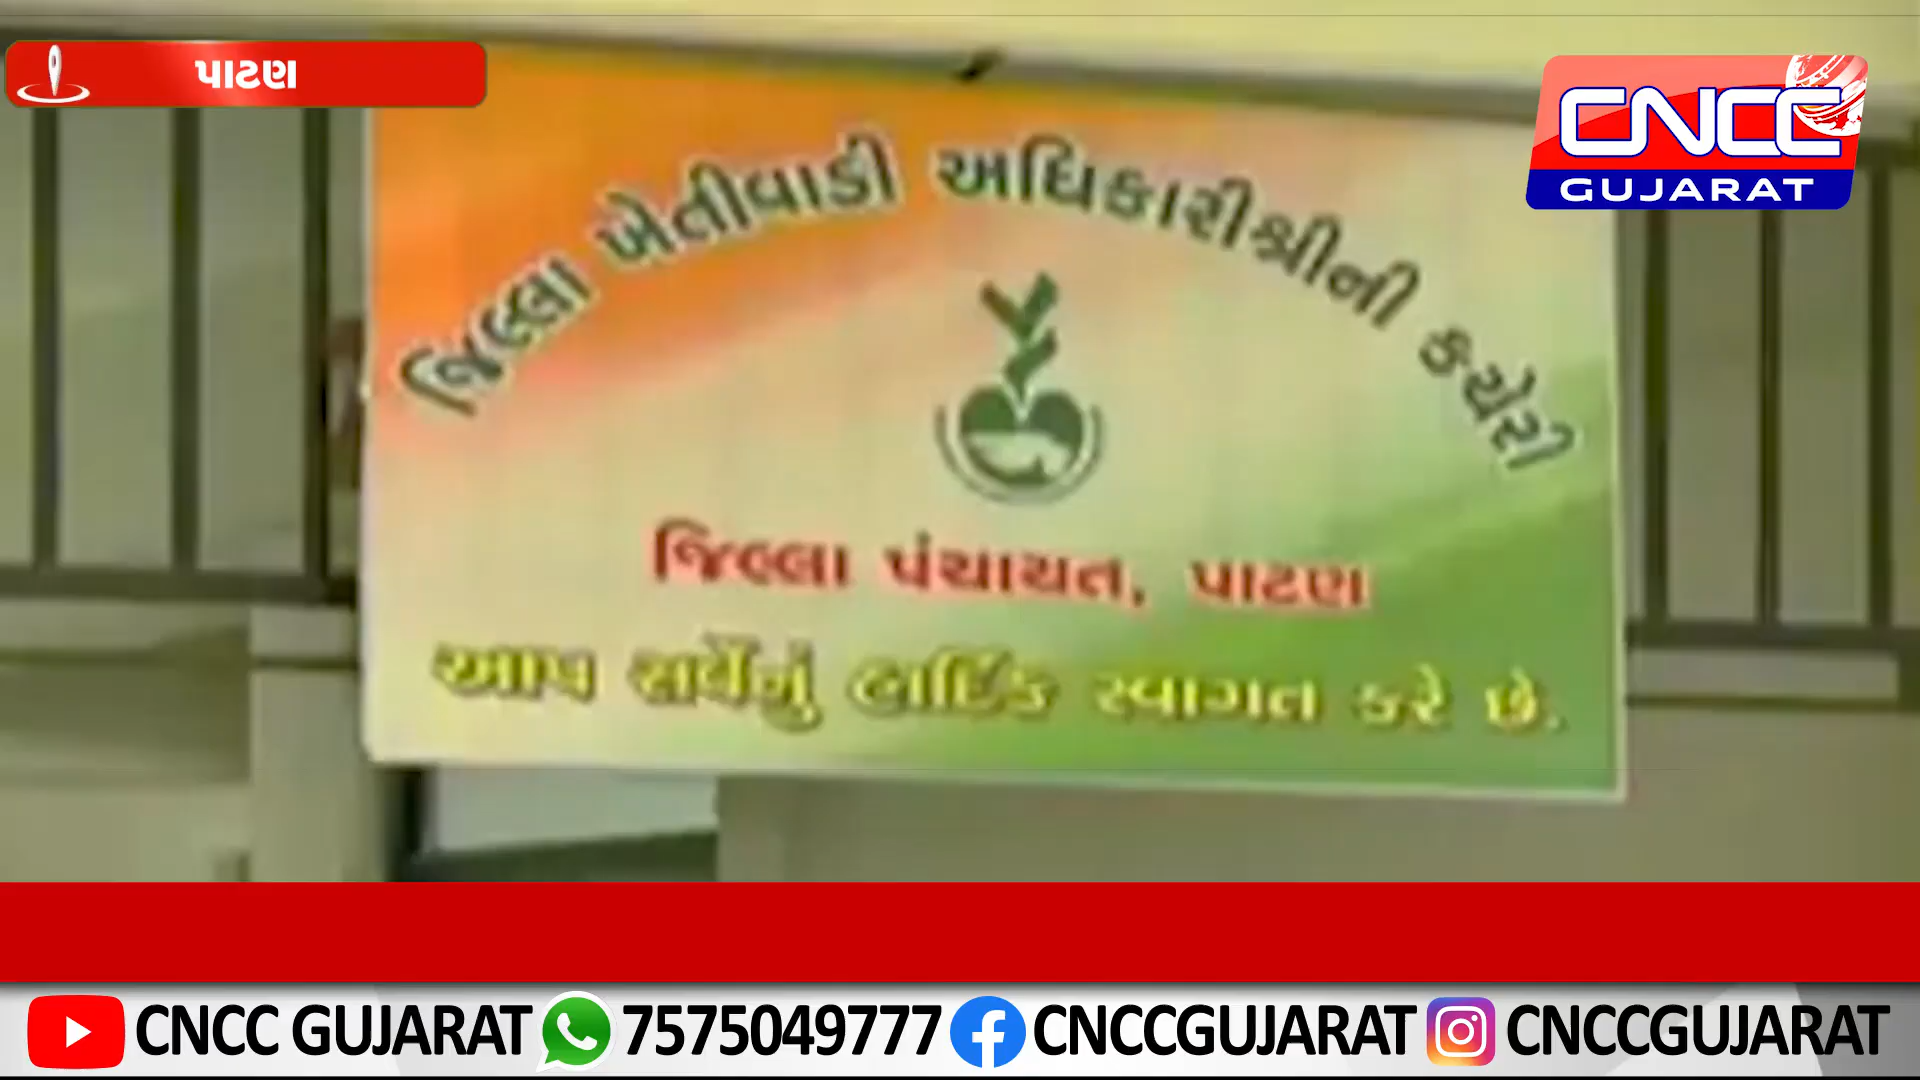 પાટણ
CNCC
GUJARAT
જિલ્લા ખેતીવાડી અધિકારીશ્રીની કચેરી
જિલ્લા પંચાયત, પાટણ
આપ સર્વેનું હાર્દિક સ્વાગત કરે છે.
CNCC GUJARAT 7575049777 CNCCGUJARAT CNCCGUJARAT